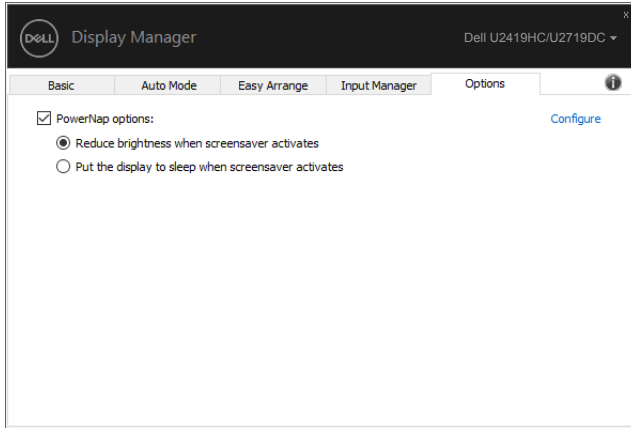 x
DELL Display Manager Dell U2419HC/U2719DC
Basic Auto Mode Easy Arrange Input Manager Options
PowerNap options: Configure
Reduce brightness when screensaver activates
Put the display to sleep when screensaver activates